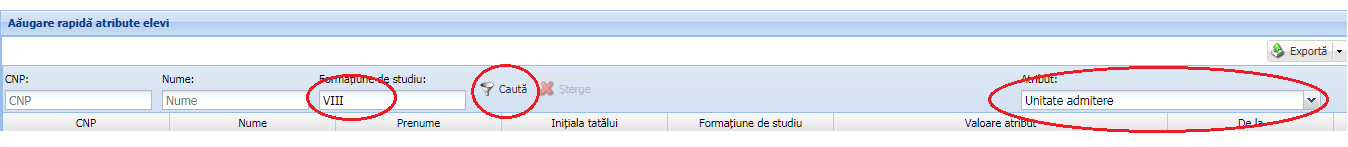 Aăugare rapidă atribute elevi
Exportă
CNP: Nume: Formațiune de studiu: Atribut:
CNP Nume VIII Caută Șterge Unitate admitere
CNP Nume Prenume Inițiala tatălui Formațiune de studiu Valoare atribut De la